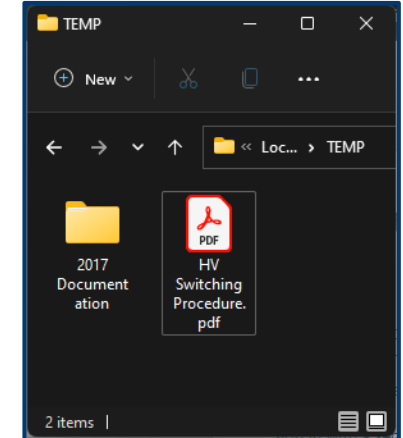 TEMP
New
« Loc... › TEMP
2017
Document
ation
PDF
HV
Switching
Procedure.
pdf
2 items